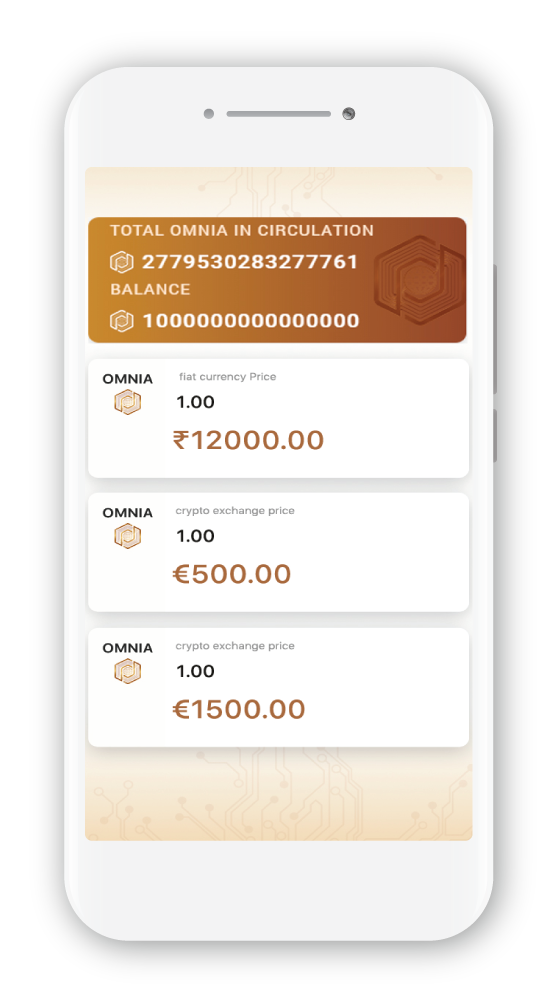 TOTAL OMNIA IN CIRCULATION
2779530283277761
BALANCE
1000000000000000
OMNIA
fiat currency Price
1.00
₹12000.00
OMNIA
crypto exchange price
1.00
€500.00
OMNIA
crypto exchange price
1.00
€1500.00